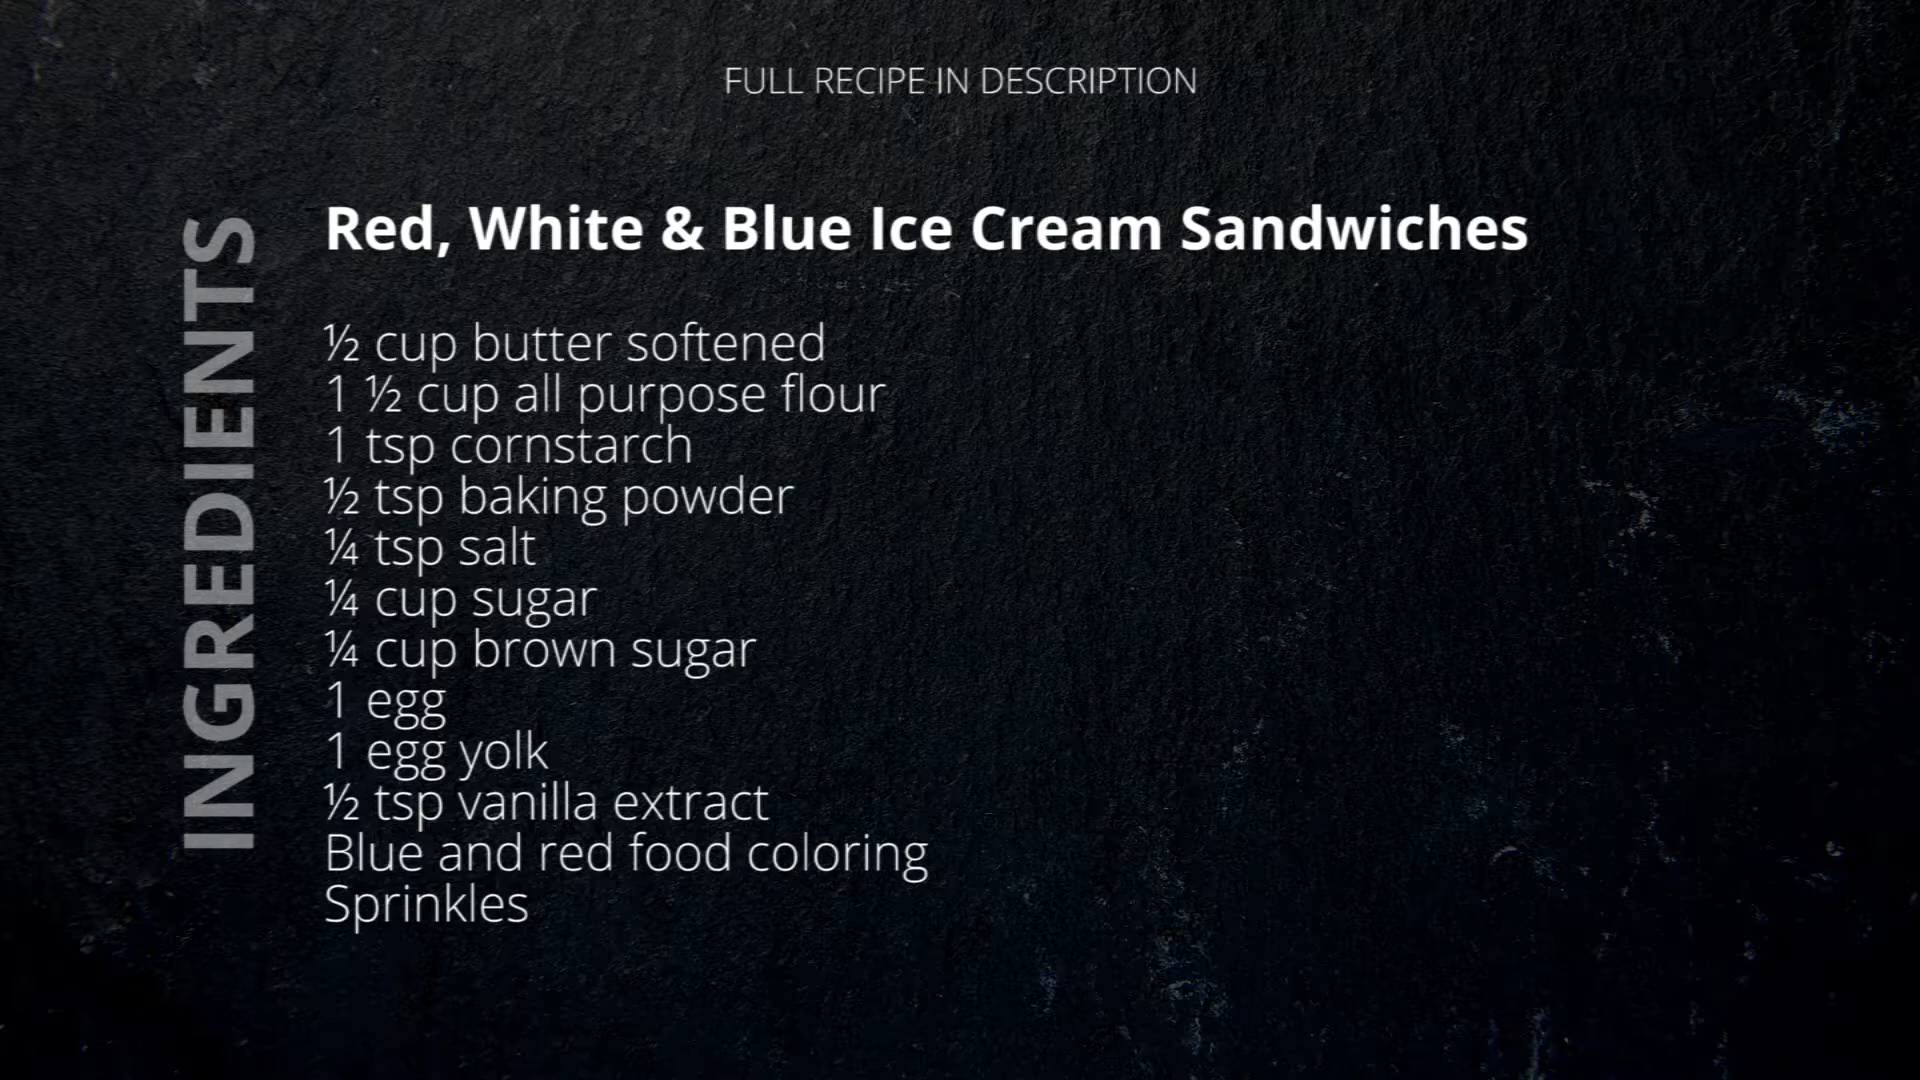 FULL RECIPE IN DESCRIPTION
INGREDIENTS
Red, White & Blue Ice Cream Sandwiches
½ cup butter softened
1 ½ cup all purpose flour
1 tsp cornstarch
½ tsp baking powder
¼ tsp salt
¼ cup sugar
¼ cup brown sugar
1 egg
1 egg yolk
½ tsp vanilla extract
Blue and red food coloring
Sprinkles